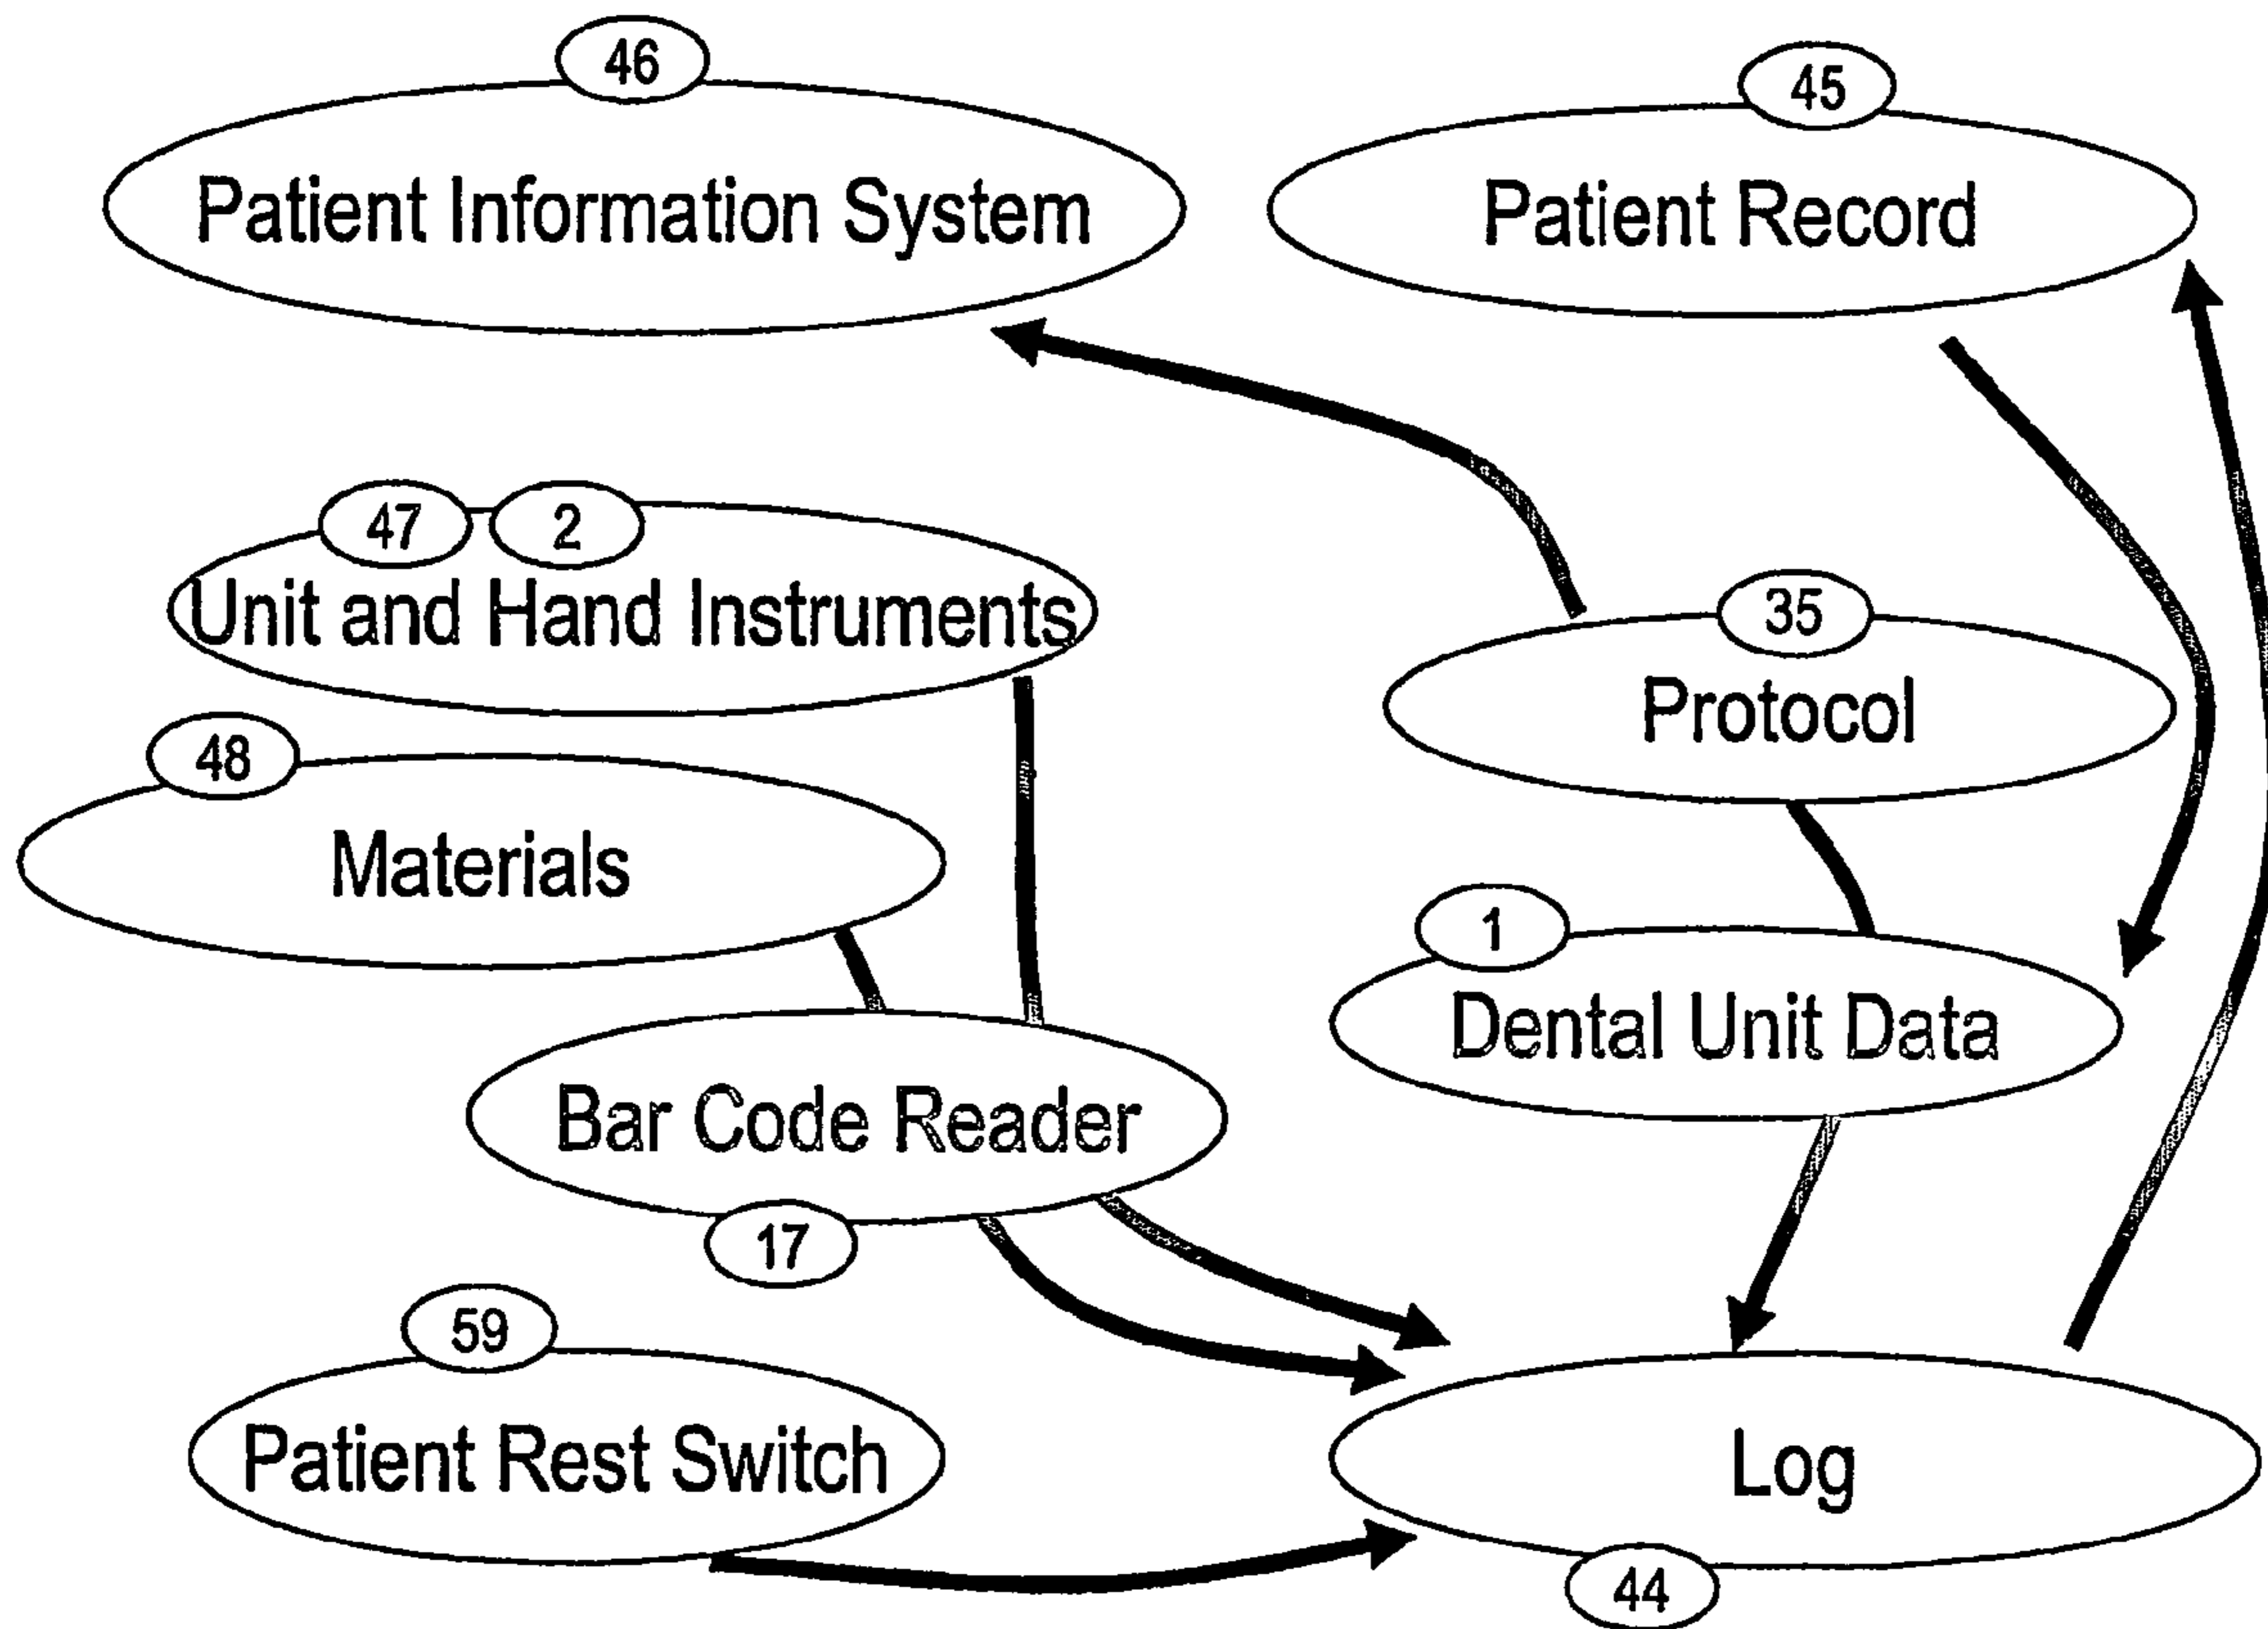 46
45
Patient Information System
Patient Record
47
2
Unit and Hand Instruments
35
Protocol
48
Materials
1
Dental Unit Data
Bar Code Reader
17
59
Patient Rest Switch
Log
44